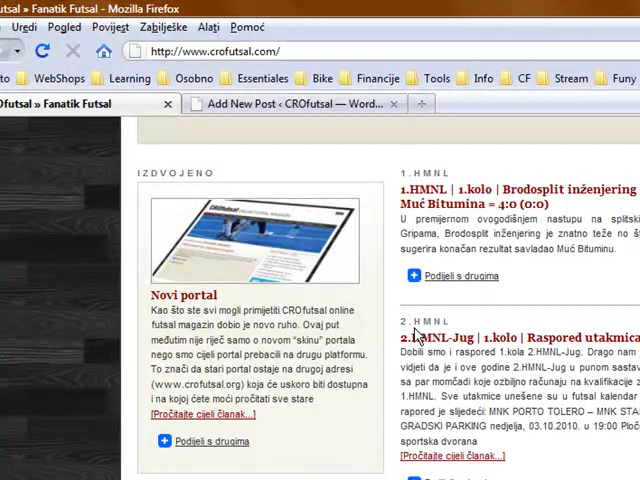 utsal » Fanatik Futsal - Mozilla Firefox
Uredi Pogled Povijest Zabilješke Alati Pomoć
http://www.crofutsal.com/
to WebShops Learning Osobno Essentiales Bike Financije Tools Info CF Stream Funy
Ofutsal » Fanatik Futsal Add New Post ‹ CROfutsal — Word...
IZDVOJENO
CROfutsal
Novi portal
Kao što ste svi mogli primijetiti CROfutsal online
futsal magazin dobio je novo ruho. Ovaj put
međutim nije riječ samo o novom “skinu” portala
nego smo cijeli portal prebacili na drugu platformu.
To znači da stari portal ostaje na drugoj adresi
(www.crofutsal.org) koja će uskoro biti dostupna
i na kojoj ćete moći pročitati sve stare
[Pročitajte cijeli članak...]
Podijeli s drugima
1.HMNL
1.HMNL | 1.kolo | Brodosplit inženjering
Muć Bitumina = 4:0 (0:0)
U premijernom ovogodišnjem nastupu na splitski
Gripama, Brodosplit inženjering je znatno teže no št
sugerira konačan rezultat savladao Muć Bituminu.
Podijeli s drugima
2.HMNL
2.HMNL-Jug | 1.kolo | Raspored utakmica
Dobili smo i raspored 1.kola 2.HMNL-Jug. Drago nam
vidjeti da je i ove godine 2.HMNL-Jug u punom sastav
sa par momčadi koje ozbiljno računaju na kvalifikacije z
1.HMNL. Sve utakmice unešene su u futsal kalendar
rapored je slijedeći: MNK PORTO TOLERO – MNK STA
GRADSKI PARKING nedjelja, 03.10.2010. u 19:00 Ploč
sportska dvorana
[Pročitajte cijeli članak...]